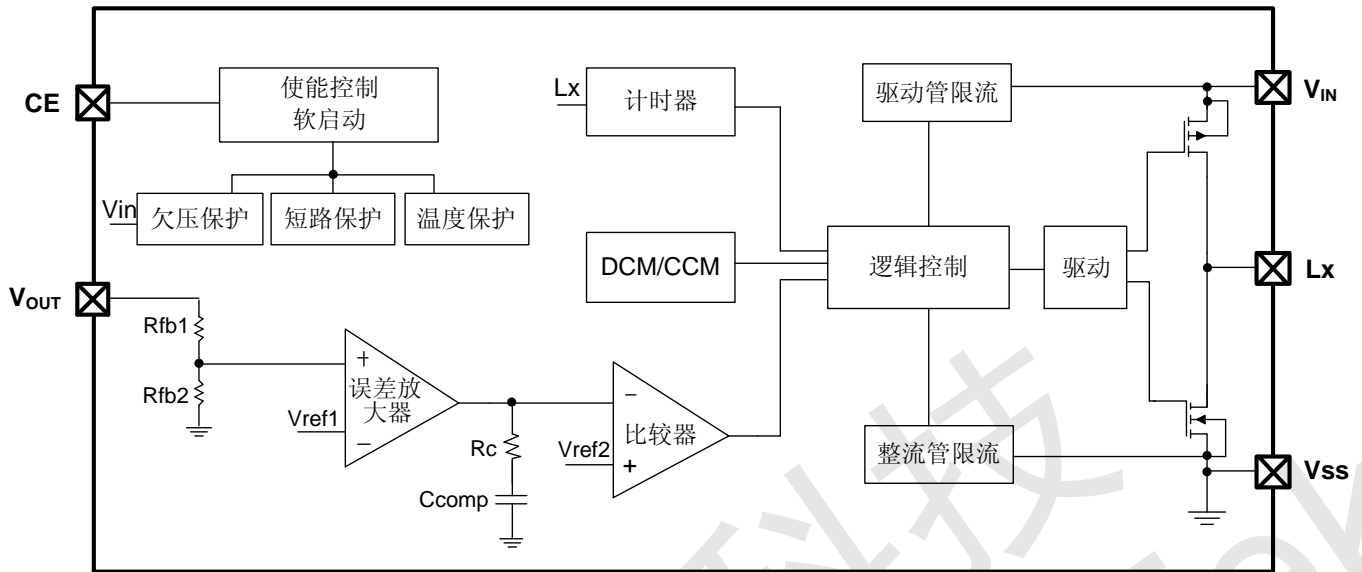 CE
使能控制
软启动
Lx
计时器
驱动管限流
VIN
Vin
欠压保护
短路保护
温度保护
DCM/CCM
逻辑控制
驱动
Lx
VOUT
Rfb1
Rfb2
+
误差放
大器
Vref1
−
Rc
Ccomp
−
比较器
Vref2
+
整流管限流
Vss
科技